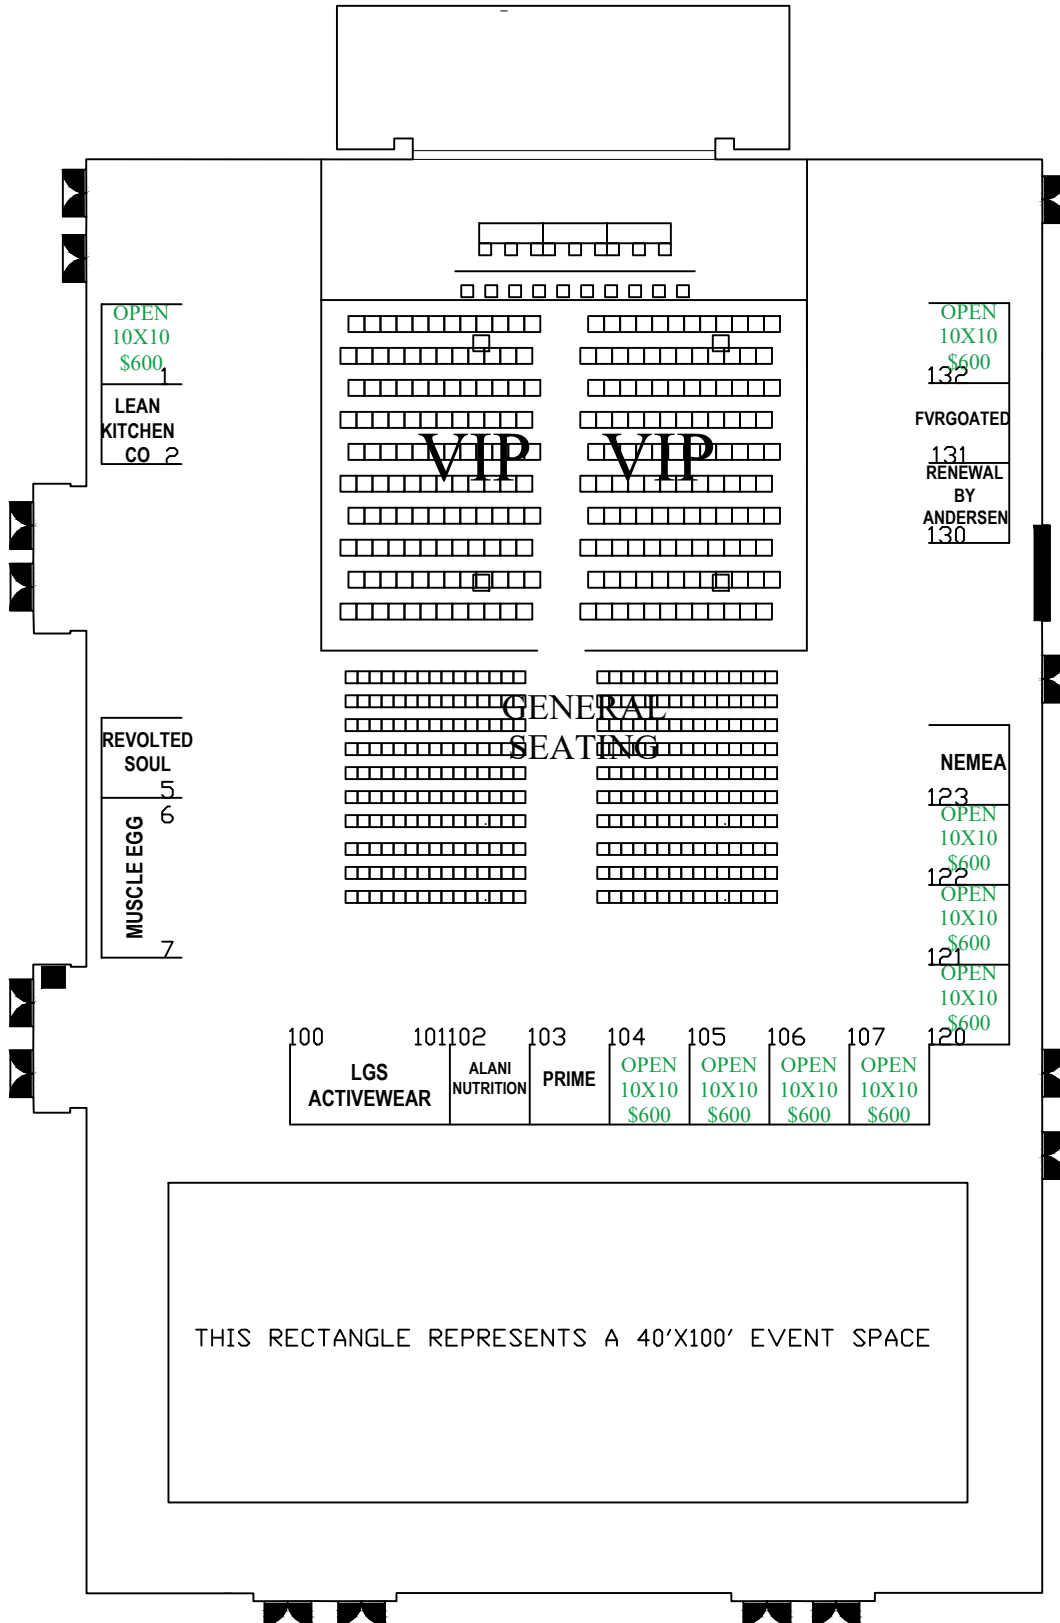 OPEN
10X10
$600
1
LEAN
KITCHEN
CO 2
OPEN
10X10
$600
132
FVRGOATED
131
RENEWAL
BY
ANDERSEN
130
VIP VIP
GENERAL
SEATING
REVOLTED
SOUL
5
6
MUSCLE EGG
7
NEMEA
123
OPEN
10X10
$600
122
OPEN
10X10
$600
121
OPEN
10X10
$600
120
100 101 102 103 104 105 106 107
LGS
ACTIVEWEAR
ALANI
NUTRITION
PRIME
OPEN
10X10
$600
OPEN
10X10
$600
OPEN
10X10
$600
OPEN
10X10
$600
THIS RECTANGLE REPRESENTS A 40'X100' EVENT SPACE